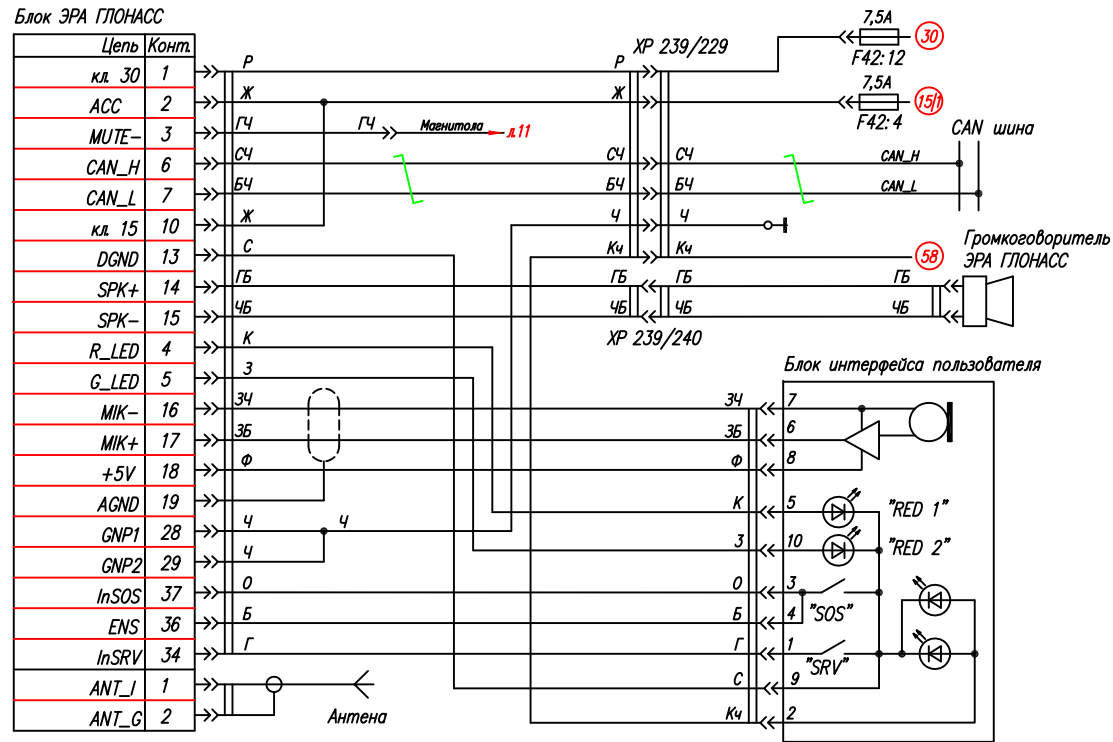 Блок ЭРА ГЛОНАСС
Цепь Конт.
кл. 30 1 Р Р ХР 239/229 7,5А 30
F42:12
АСС 2 Ж Ж 7,5А 15/1
F42:4
MUTE- 3 ГЧ ГЧ Магнитола л.11
CAN шина
CAN_H 6 СЧ СЧ СЧ CAN_H
CAN_L 7 БЧ БЧ БЧ CAN_L
кл. 15 10 Ж Ч Ч
DGND 13 С Кч Кч 58
Громкоговоритель
ЭРА ГЛОНАСС
SPK+ 14 ГБ ГБ ГБ ГБ
SPK- 15 ЧБ ЧБ ЧБ ЧБ
ХР 239/240
R_LED 4 К
Блок интерфейса пользователя
G_LED 5 З
MIK- 16 ЗЧ ЗЧ 7
MIK+ 17 ЗБ ЗБ 6
+5V 18 Ф Ф 8
AGND 19
К 5 "RED 1"
GNP1 28 Ч Ч
З 10 "RED 2"
GNP2 29 Ч
InSOS 37 О О 3
"SOS"
ENS 36 Б Б 4
InSRV 34 Г Г 1
"SRV"
ANT_I 1 С 9
ANT_G 2 Антена Кч 2